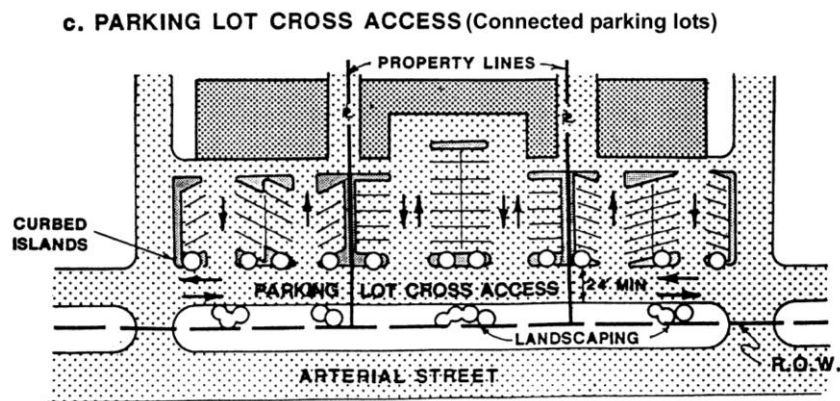 c. PARKING LOT CROSS ACCESS (Connected parking lots)
PROPERTY LINES
CURBED
ISLANDS
PARKING LOT CROSS ACCESS
24' MIN
LANDSCAPING
R.O.W.
ARTERIAL STREET